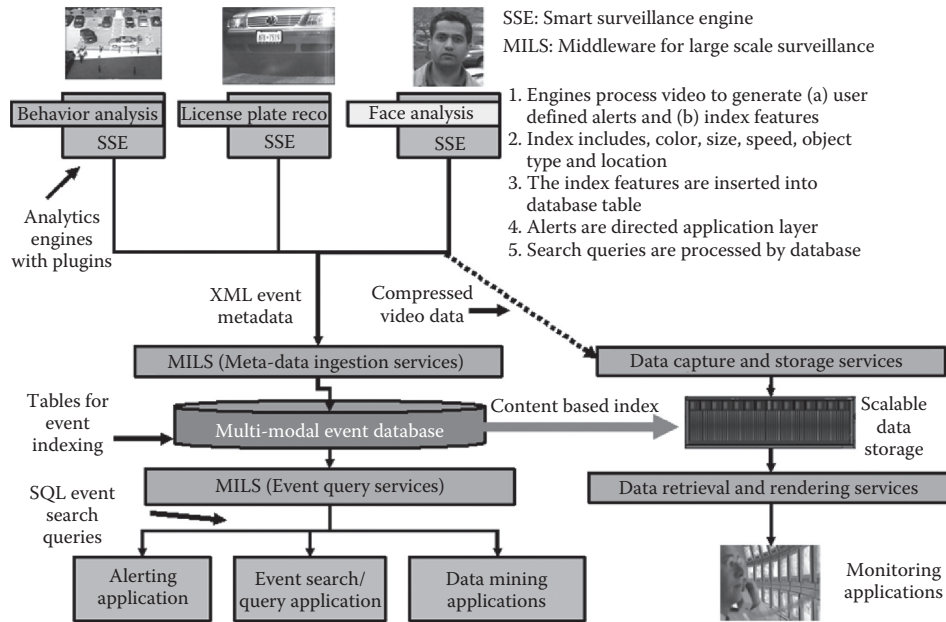 SSE: Smart surveillance engine
MILS: Middleware for large scale surveillance
Behavior analysis
SSE
License plate reco
SSE
Face analysis
SSE
1. Engines process video to generate (a) user
defined alerts and (b) index features
2. Index includes, color, size, speed, object
type and location
3. The index features are inserted into
database table
4. Alerts are directed application layer
5. Search queries are processed by database
Analytics
engines
with plugins
XML event
metadata
Compressed
video data
MILS (Meta-data ingestion services)
Data capture and storage services
Tables for
event
indexing
Multi-modal event database
Content based index
Scalable
data
storage
MILS (Event query services)
Data retrieval and rendering services
SQL event
search
queries
Alerting
application
Event search/
query application
Data mining
applications
Monitoring
applications